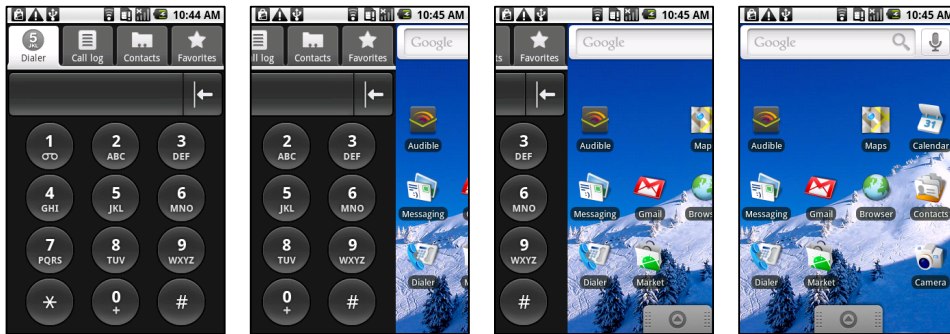 10:44 AM
5
JKL
Dialer
Call log
Contacts
Favorites
1
2
ABC
3
DEF
4
GHI
5
JKL
6
MNO
7
PQRS
8
TUV
9
WXYZ
*
0
+
#
10:45 AM
ll log
Contacts
Favorites
Google
2
ABC
3
DEF
5
JKL
6
MNO
8
TUV
9
WXYZ
0
+
#
Audible
Messaging
Dialer
10:45 AM
ts
Favorites
Google
3
DEF
6
MNO
9
WXYZ
#
Audible
Map
Messaging
Gmail
Brows
Dialer
Market
10:45 AM
Google
31
Audible
Maps
Calendar
Messaging
Gmail
Browser
Contacts
Dialer
Market
Camera